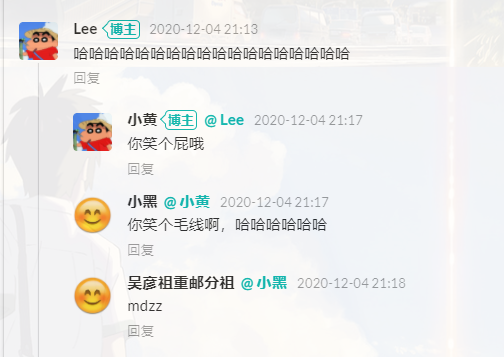 Lee 博主 2020-12-04 21:13
哈哈哈哈哈哈哈哈哈哈哈哈哈哈哈哈哈哈
回复
小黄 博主 @ Lee 2020-12-04 21:17
你笑个屁哦
回复
小黑 @ 小黄 2020-12-04 21:17
你笑个毛线啊，哈哈哈哈哈哈
回复
吴彦祖重邮分祖 @ 小黑 2020-12-04 21:18
mdzz
回复